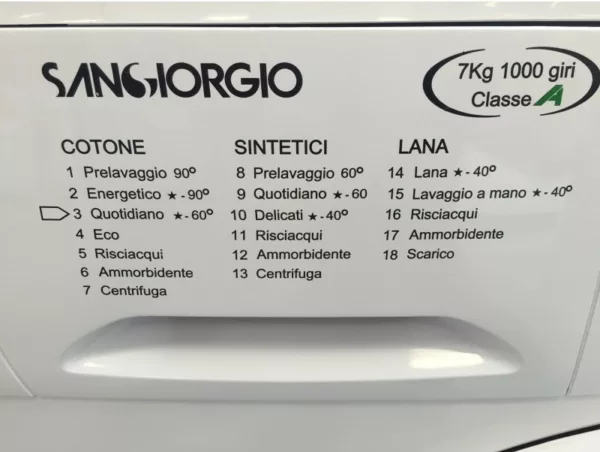 SANGIORGIO
7Kg 1000 giri
Classe A
COTONE
1 Prelavaggio 90º
2 Energetico ★-90º
3 Quotidiano ★-60º
4 Eco
5 Risciacqui
6 Ammorbidente
7 Centrifuga
SINTETICI
8 Prelavaggio 60º
9 Quotidiano ★-60
10 Delicati ★-40º
11 Risciacqui
12 Ammorbidente
13 Centrifuga
LANA
14 Lana ★-40º
15 Lavaggio a mano ★-40º
16 Risciacqui
17 Ammorbidente
18 Scarico